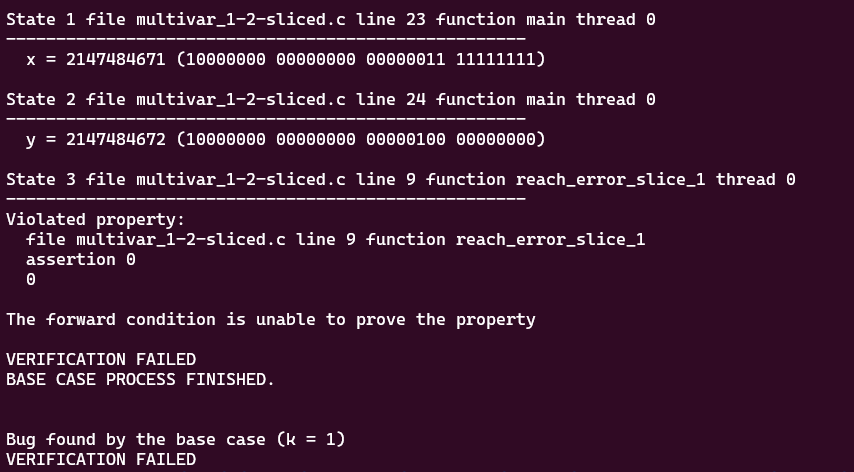 State 1 file multivar_1-2-sliced.c line 23 function main thread 0
----------------------------------------------------
x = 2147484671 (10000000 00000000 00000011 11111111)
State 2 file multivar_1-2-sliced.c line 24 function main thread 0
----------------------------------------------------
y = 2147484672 (10000000 00000000 00000100 00000000)
State 3 file multivar_1-2-sliced.c line 9 function reach_error_slice_1 thread 0
----------------------------------------------------
Violated property:
file multivar_1-2-sliced.c line 9 function reach_error_slice_1
assertion 0
0
The forward condition is unable to prove the property
VERIFICATION FAILED
BASE CASE PROCESS FINISHED.
Bug found by the base case (k = 1)
VERIFICATION FAILED